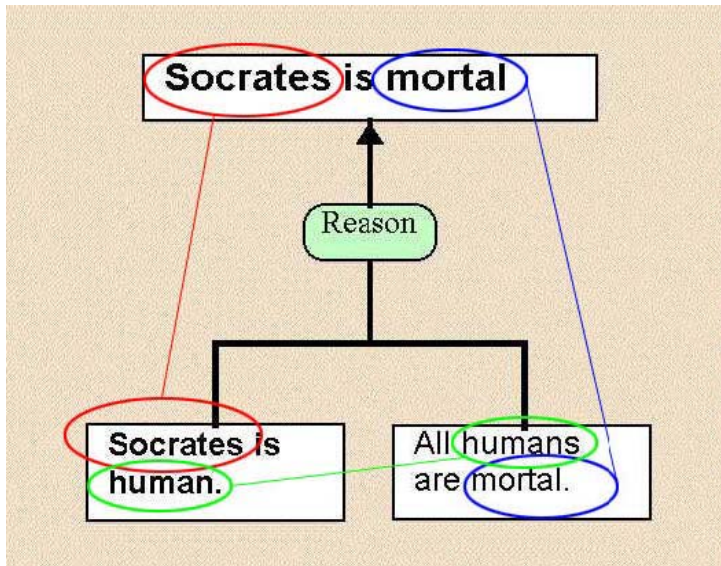 Socrates is mortal
Reason
Socrates is
human.
All humans
are mortal.